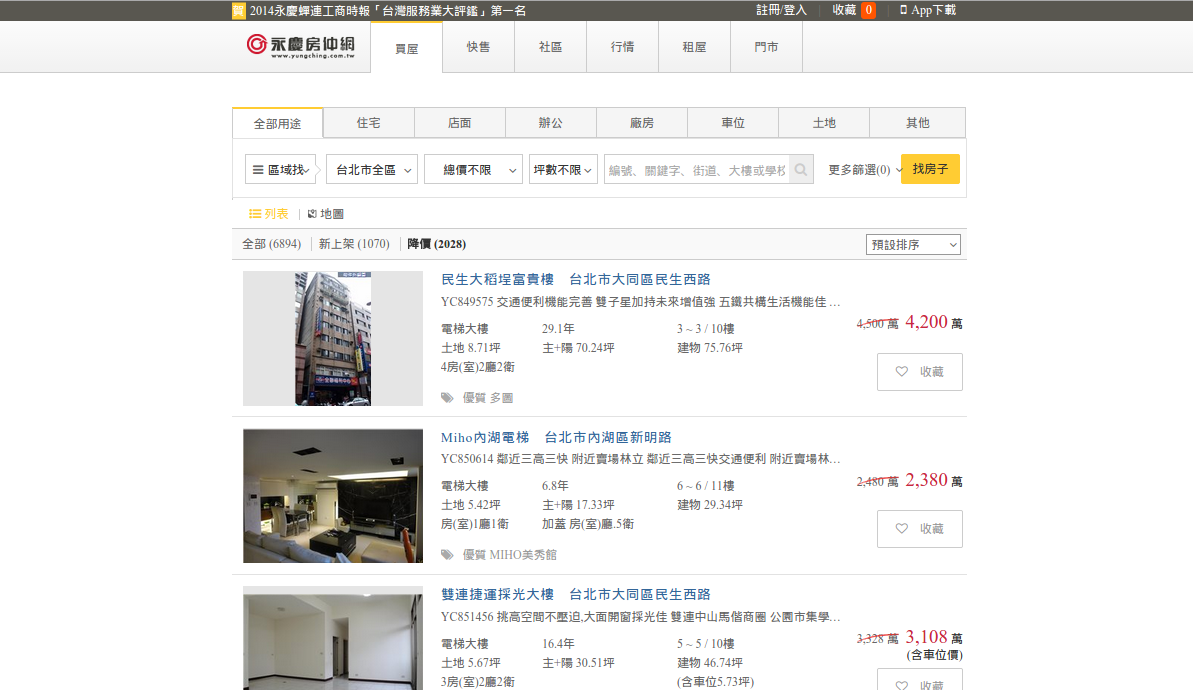 賀 2014永慶蟬連工商時報「台灣服務業大評鑑」第一名
註冊/登入 收藏 0 App下載
永慶房仲網
www.yungching.com.tw
買屋 快售 社區 行情 租屋 門市
全部用途 住宅 店面 辦公 廠房 車位 土地 其他
區域找 台北市全區 總價不限 坪數不限 編號、關鍵字、街道、大樓或學校 更多篩選(0) 找房子
列表 地圖
全部 (6894) 新上架 (1070) 降價 (2028) 預設排序
民生大稻埕富貴樓 台北市大同區民生西路
YC849575 交通便利機能完善 雙子星加持未來增值強 五鐵共構生活機能佳 ...
電梯大樓 29.1年 3 ~ 3 / 10樓
4,500 萬 4,200 萬
土地 8.71坪 主+陽 70.24坪 建物 75.76坪
4房(室)2廳2衛
收藏
優質 多圖
Miho內湖電梯 台北市內湖區新明路
YC850614 鄰近三高三快 附近賣場林立 鄰近三高三快交通便利 附近賣場林...
電梯大樓 6.8年 6 ~ 6 / 11樓
2,480 萬 2,380 萬
土地 5.42坪 主+陽 17.33坪 建物 29.34坪
房(室)1廳1衛 加蓋 房(室)廳.5衛
收藏
優質 MIHO美秀館
雙連捷運採光大樓 台北市大同區民生西路
YC851456 挑高空間不壓迫,大面開窗採光佳 雙連中山馬偕商圈 公園市集學...
電梯大樓 16.4年 5 ~ 5 / 10樓
3,328 萬 3,108 萬
(含車位價)
土地 5.67坪 主+陽 30.51坪 建物 46.74坪
3房(室)2廳2衛 (含車位5.73坪)
收藏